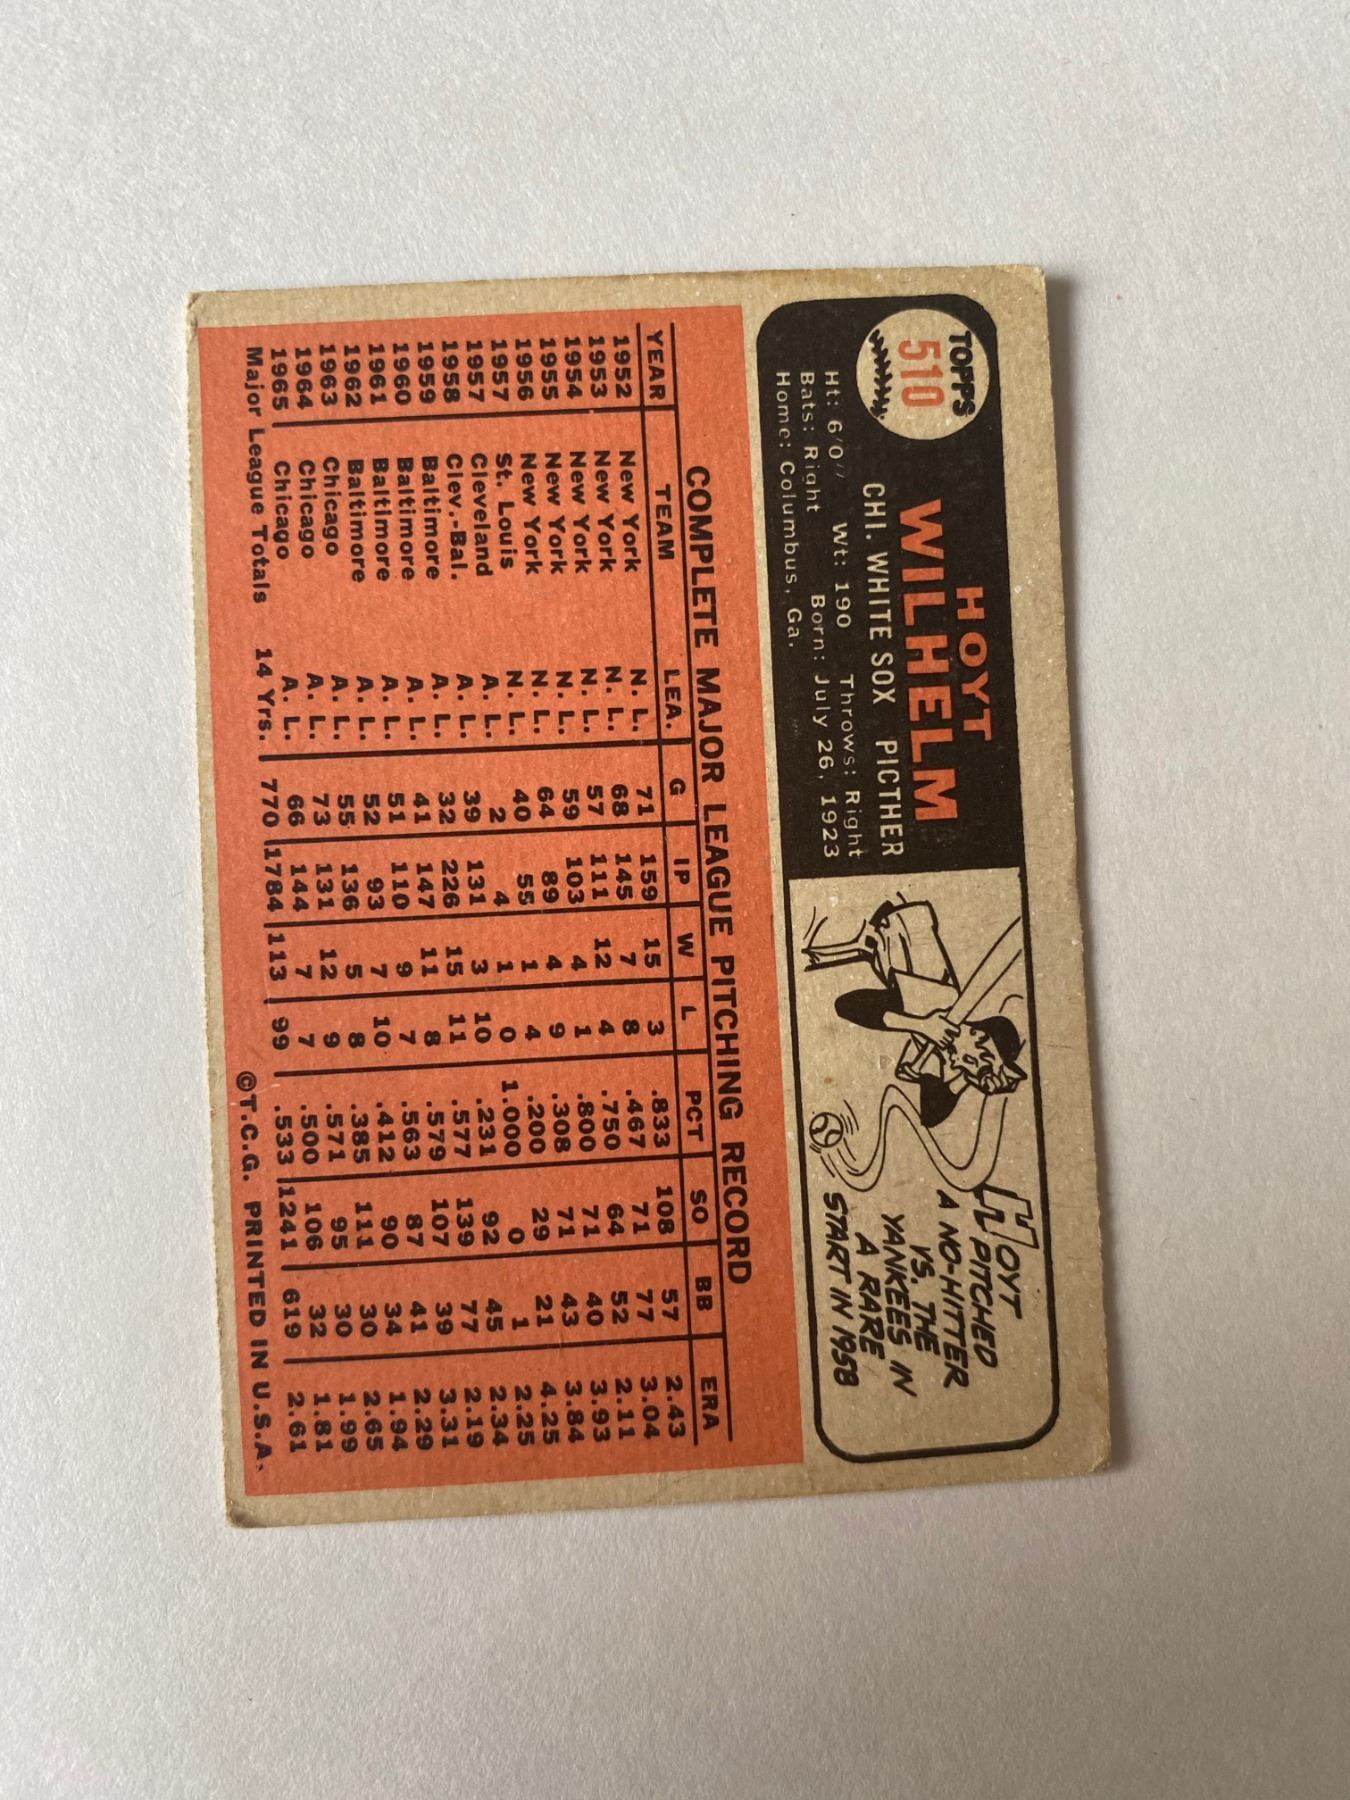 TOPPS
510
HOYT
WILHELM
CHI. WHITE SOX PICTHER
Ht: 6'0" Wt: 190 Throws: Right
Bats: Right Born: July 26, 1923
Home: Columbus, Ga.
HOYT
PITCHED
A NO-HITTER
VS. THE
YANKEES IN
A RARE
START IN 1958
COMPLETE MAJOR LEAGUE PITCHING RECORD
YEAR TEAM LEA. G IP W L PCT SO BB ERA
1952 New York N. L. 71 159 15 3 .833 108 57 2.43
1953 New York N. L. 68 145 7 8 .467 71 77 3.04
1954 New York N. L. 57 111 12 4 .750 64 52 2.11
1955 New York N. L. 59 103 4 1 .800 71 40 3.93
1956 New York N. L. 64 89 4 9 .308 71 43 3.84
1957 St. Louis N. L. 40 55 1 4 .200 29 21 4.25
1957 Cleveland A. L. 2 4 1 0 1.000 0 1 2.25
1958 Clev.-Bal. A. L. 39 131 3 10 .231 92 45 2.34
1959 Baltimore A. L. 32 226 15 11 .577 139 77 2.19
1960 Baltimore A. L. 41 147 11 8 .579 107 39 3.31
1961 Baltimore A. L. 51 110 9 7 .563 87 41 2.29
1962 Baltimore A. L. 52 93 7 10 .412 90 34 1.94
1963 Chicago A. L. 55 136 5 8 .385 111 30 2.65
1964 Chicago A. L. 73 131 12 9 .571 95 30 1.99
1965 Chicago A. L. 66 144 7 7 .500 106 32 1.81
Major League Totals 14 Yrs. 770 1784 113 99 .533 1241 619 2.61
©T.C.G. PRINTED IN U.S.A.